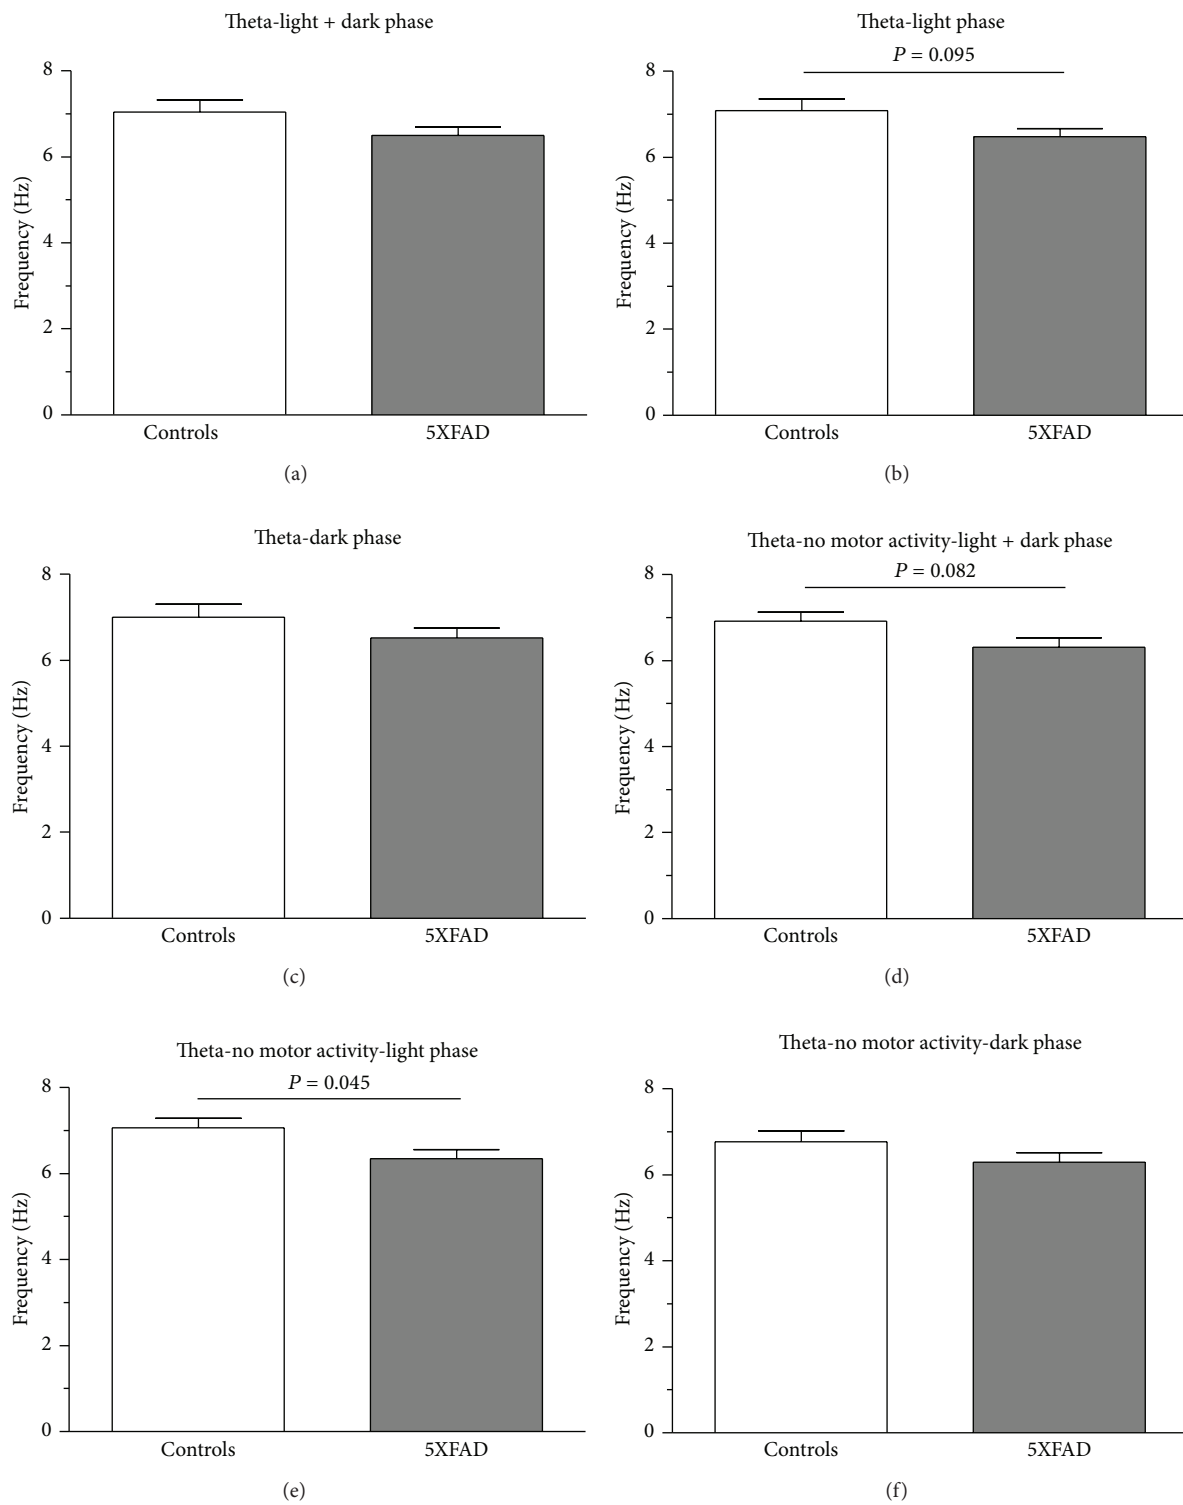 Theta-light + dark phase
8
6
4
2
0
Frequency (Hz)
Controls
5XFAD
(a)
Theta-light phase
P = 0.095
8
6
4
2
0
Frequency (Hz)
Controls
5XFAD
(b)
Theta-dark phase
8
6
4
2
0
Frequency (Hz)
Controls
5XFAD
(c)
Theta-no motor activity-light + dark phase
P = 0.082
8
6
4
2
0
Frequency (Hz)
Controls
5XFAD
(d)
Theta-no motor activity-light phase
P = 0.045
8
6
4
2
0
Frequency (Hz)
Controls
5XFAD
(e)
Theta-no motor activity-dark phase
8
6
4
2
0
Frequency (Hz)
Controls
5XFAD
(f)